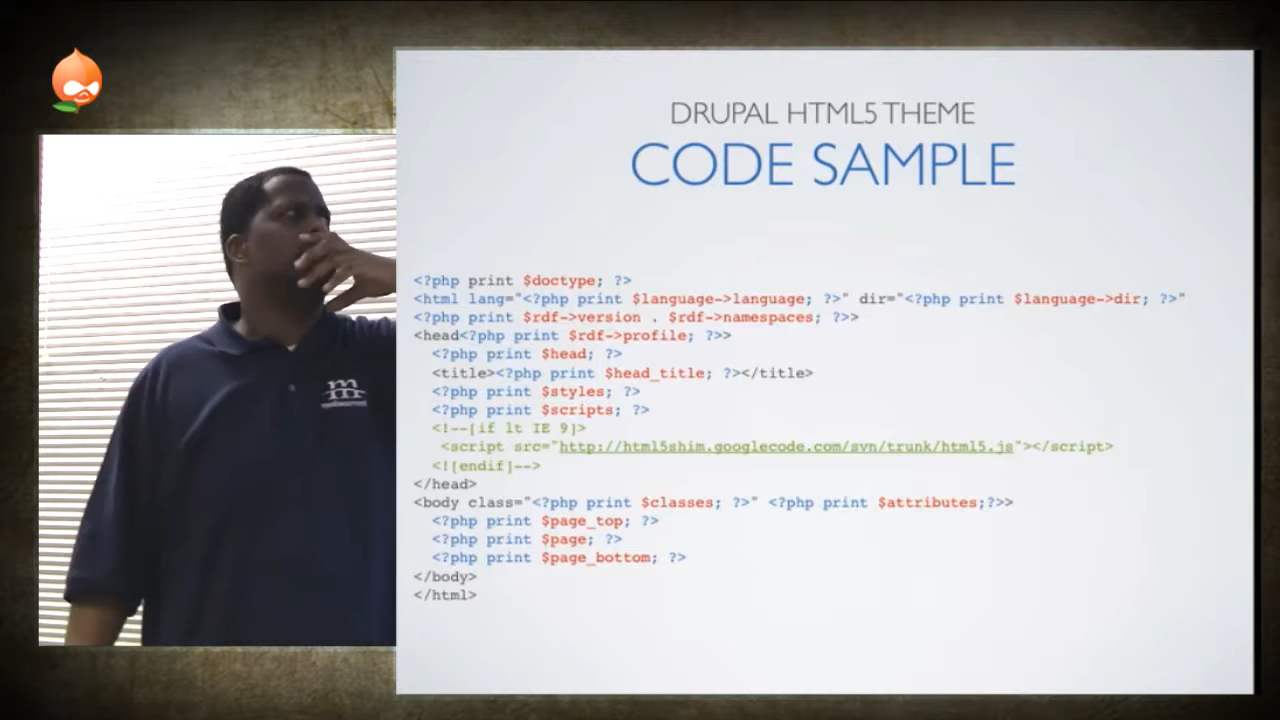 DRUPAL HTML5 THEME
CODE SAMPLE
<?php print $doctype; ?>
<html lang="<?php print $language->language; ?>" dir="<?php print $language->dir; ?>"
<?php print $rdf->version . $rdf->namespaces; ?>>
<head<?php print $rdf->profile; ?>>
<?php print $head; ?>
<title><?php print $head_title; ?></title>
<?php print $styles; ?>
<?php print $scripts; ?>
<!--[if lt IE 9]>
<script src="http://html5shim.googlecode.com/svn/trunk/html5.js"></script>
<![endif]-->
</head>
<body class="<?php print $classes; ?>" <?php print $attributes;?>>
<?php print $page_top; ?>
<?php print $page; ?>
<?php print $page_bottom; ?>
</body>
</html>